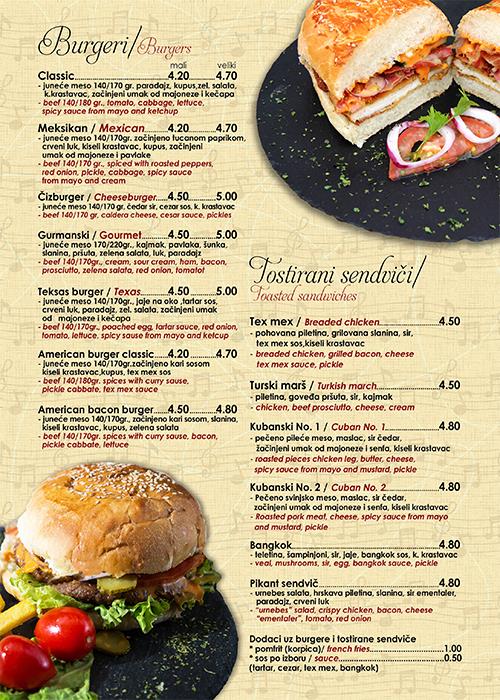 Burgeri/Burgers
mali veliki
Classic 4.20 4.70
- juneće meso 140/170 gr. paradajz, kupus,zel. salata,
k.krastavac, začinjeni umak od majoneze i kečapa
- beef 140/180 gr., tomato, cabbage, lettuce,
spicy sauce from mayo and ketchup
Meksikan / Mexican 4.20 4.70
- juneće meso 140/170gr, začinjeno tucanom paprikom,
crveni luk, kiseli krastavac, kupus, začinjeni
umak od majoneze i pavlake
- beef 140/170 gr., spiced with roasted peppers,
red onion, pickle, cabbage, spicy sauce
from mayo and cream
Čizburger / Cheeseburger 4.50 5.00
- juneće meso 140/170 gr, čedar sir, cezar sos, k. krastavac
- beef 140/170 gr, caldera cheese, cesar sauce, pickles
Gurmanski / Gourmet 4.50 5.00
- juneće meso 170/220gr., kajmak, pavlaka, šunka,
slanina, pršuta, zelena salata, luk, paradajz
- beef 140/170gr., cream, sour cream, ham, bacon,
prosciutto, zelena salata, red onion, tomatot
Teksas burger / Texas 4.50 5.00
- juneće meso 140/170gr., jaje na oko ,tartar sos,
crveni luk, paradajz, zel. salata, začinjeni umak
od majoneze i kečapa
- beef 140/170gr., poached egg, tartar sauce, red onion,
tomato, lettuce, spicy sauce from mayo and ketcup
American burger classic 4.20 4.70
- juneće meso 140/170gr.začinjeno kari sosom
kiseli krastavac,kupus, tex mex sos
- beef 140/180gr. spices with curry sause,
pickle cabbate, tex mex sauce
American bacon burger 4.50 4.80
- juneće meso 140/170gr., začinjeno kari sosom, slanina,
kiseli krastavac, kupus, zelena salata
- beef 140/170gr. spices with curry sause, bacon,
pickle cabbate, lettuce
Tostirani sendviči/
Toasted sandwiches
Tex mex / Breaded chicken 4.50
- pohovana piletina, grilovana slanina, sir,
tex mex sos,kiseli krastavac
- breaded chicken, grilled bacon, cheese
tex mex sauce, pickle
Turski marš / Turkish march 4.50
- piletina, goveđa pršuta, sir, kajmak
- chicken, beef prosciutto, cheese, cream
Kubanski No. 1 / Cuban No. 1 4.80
- pečeno pileće meso, maslac, sir čedar,
začinjeni umak od majoneze i senfa, kiseli krastavac
- roasted pieces chicken leg, butter, cheese,
spicy sauce from mayo and mustard, pickle
Kubanski No. 2 / Cuban No. 2 4.80
- Pečeno svinjsko meso, maslac, sir čedar,
začinjeni umak od majoneze i senfa, kiseli krastavac
- Roasted pork meat, cheese, spicy sauce from mayo
and mustard, pickle
Bangkok 4.80
- teletina, šampinjoni, sir, jaje, bangkok sos, k. krastavac
- veal, mushrooms, sir, egg, bangkok sauce, pickle
Pikant sendvič 4.80
- urnebes salata, hrskava piletina, slanina, sir ementaler,
paradajz, crveni luk
- "urnebes" salad, crispy chicken, bacon, cheese
"ementaler", tomato, red onion
Dodaci uz burgere i tostirane sendviče
* pomfrit (korpica)/ french fries 1.00
* sos po izboru / sauce 0.50
(tartar, cezar, tex mex, bangkok)